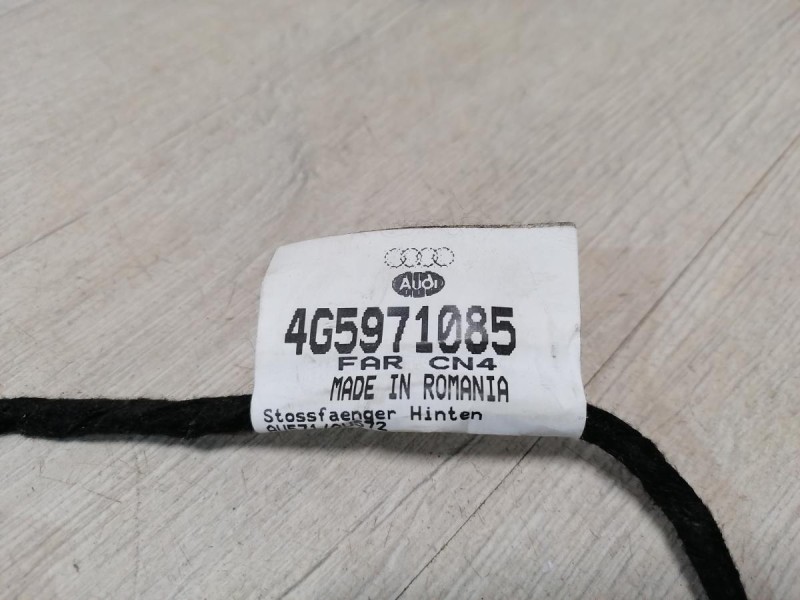 Audi
4G5971085
FAR CN4
MADE IN ROMANIA
Stossfaenger Hinten